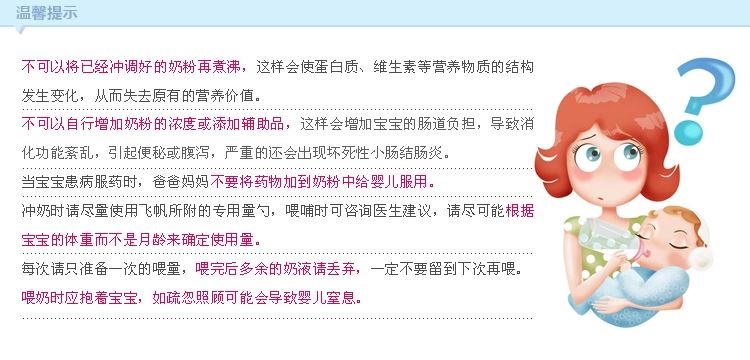 温馨提示
不可以将已经冲调好的奶粉再煮沸，这样会使蛋白质、维生素等营养物质的结构
发生变化，从而失去原有的营养价值。
不可以自行增加奶粉的浓度或添加辅助品，这样会增加宝宝的肠道负担，导致消
化功能紊乱，引起便秘或腹泻，严重的还会出现坏死性小肠结肠炎。
当宝宝患病服药时，爸爸妈妈不要将药物加到奶粉中给婴儿服用。
冲奶时请尽量使用飞帆所附的专用量勺，喂哺时可咨询医生建议，请尽可能根据
宝宝的体重而不是月龄来确定使用量。
每次请只准备一次的喂量，喂完后多余的奶液请丢弃，一定不要留到下次再喂。
喂奶时应抱着宝宝，如疏忽照顾可能会导致婴儿窒息。